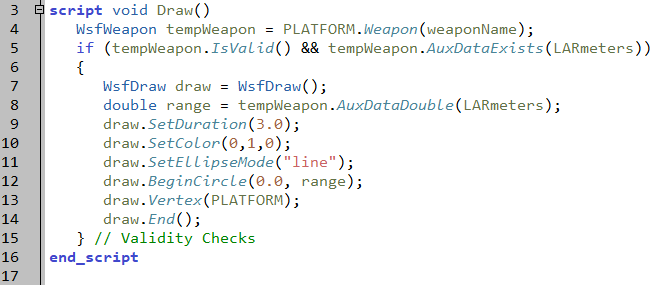 3 script void Draw()
4 WsfWeapon tempWeapon = PLATFORM.Weapon(weaponName);
5 if (tempWeapon.IsValid() && tempWeapon.AuxDataExists(LARmeters))
6 {
7 WsfDraw draw = WsfDraw();
8 double range = tempWeapon.AuxDataDouble(LARmeters);
9 draw.SetDuration(3.0);
10 draw.SetColor(0,1,0);
11 draw.SetEllipseMode("line");
12 draw.BeginCircle(0.0, range);
13 draw.Vertex(PLATFORM);
14 draw.End();
15 } // Validity Checks
16 end_script
17